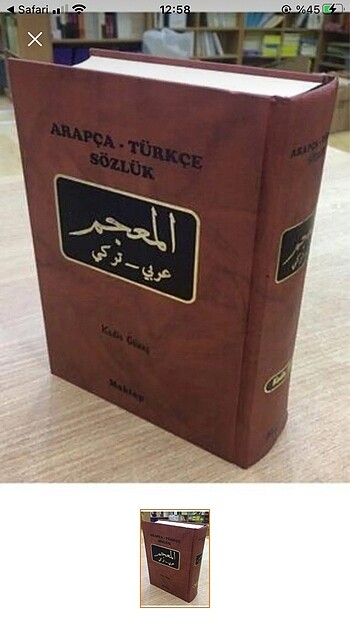 Safari
12:58
%45
ARAPÇA - TÜRKÇE
SÖZLÜK
المعجم
عربي – تركي
Kadir Güneş
Mektep